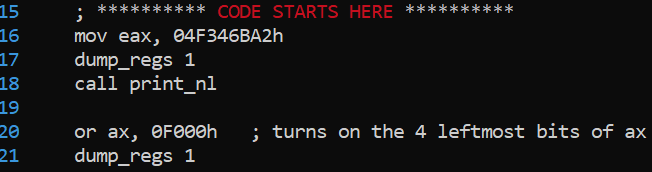 15 ; ********** CODE STARTS HERE **********
16 mov eax, 04F346BA2h
17 dump_regs 1
18 call print_nl
19
20 or ax, 0F000h ; turns on the 4 leftmost bits of ax
21 dump_regs 1